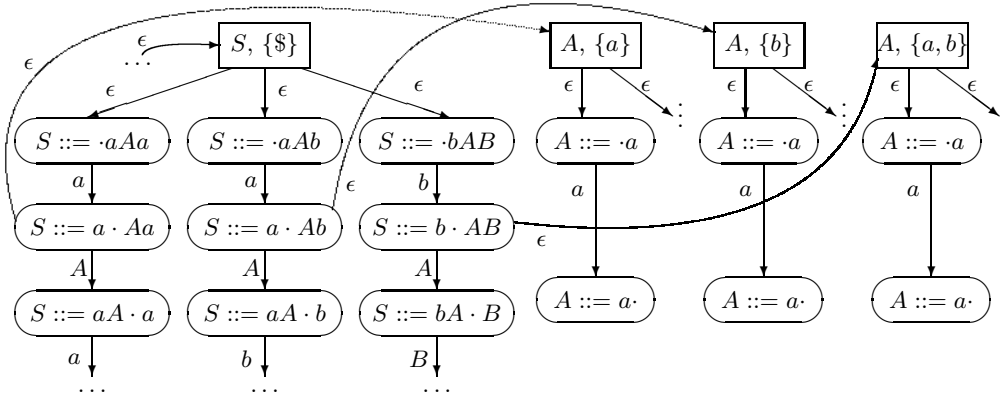 ϵ S, {$} A, {a} A, {b} A, {a, b}
. . .
ϵ ϵ ϵ ϵ ϵ ϵ ϵ ϵ ϵ ϵ
⋮ ⋮
S ::= ·aAa S ::= ·aAb S ::= ·bAB A ::= ·a A ::= ·a A ::= ·a
a a ϵ b a a a
S ::= a · Aa S ::= a · Ab S ::= b · AB
ϵ
A A A
S ::= aA · a S ::= aA · b S ::= bA · B A ::= a· A ::= a· A ::= a·
a b B
. . . . . . . . .